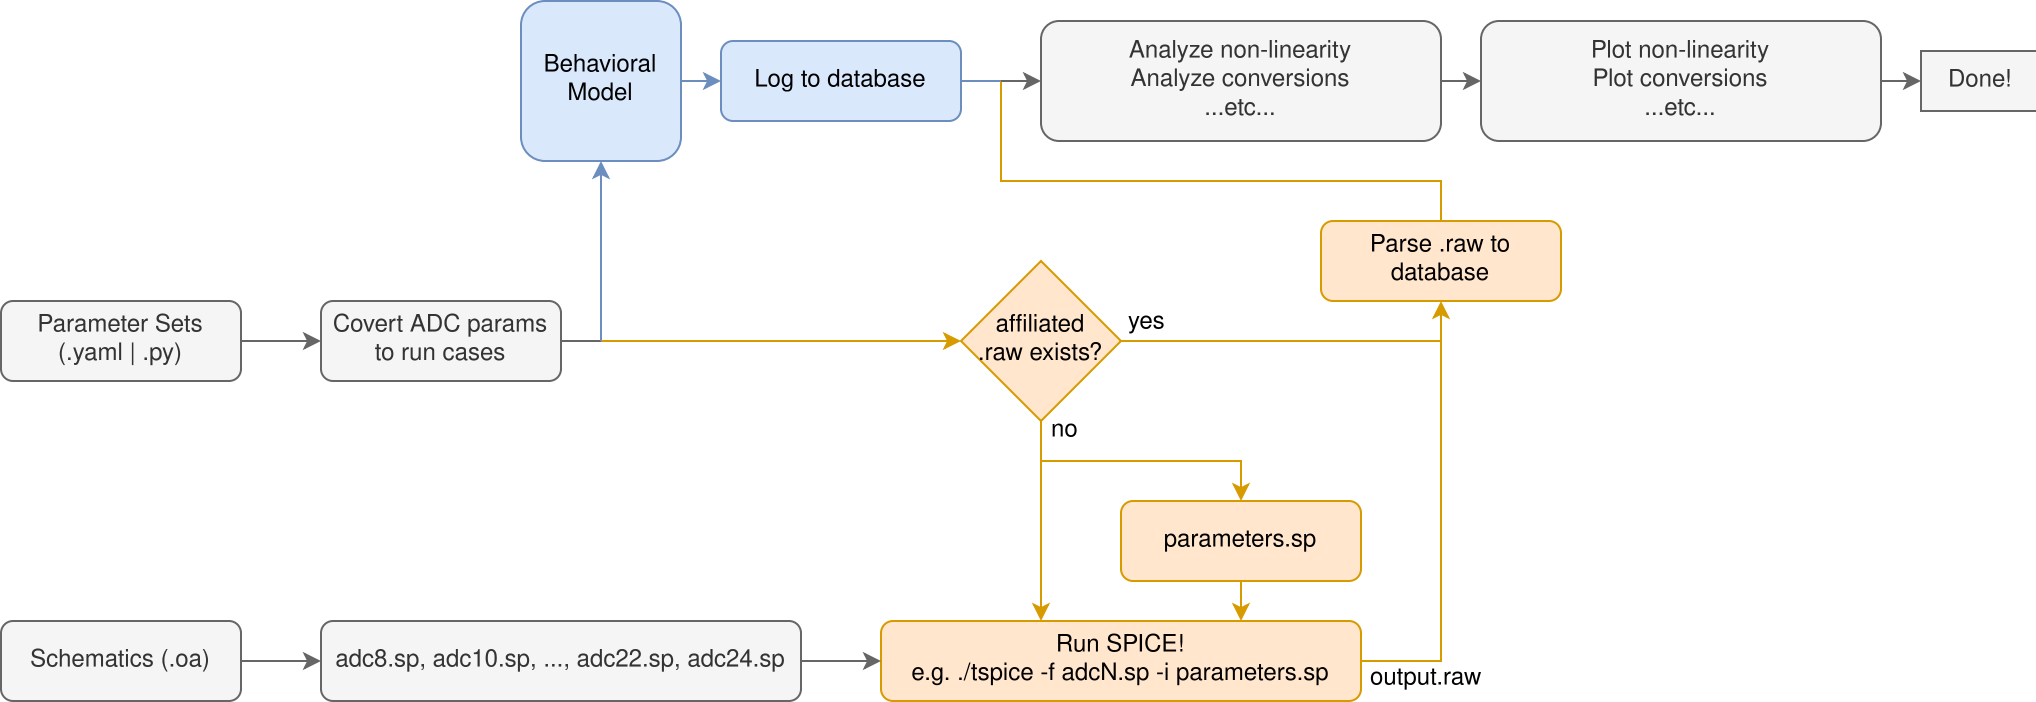 Behavioral
Model
Log to database
Analyze non-linearity
Analyze conversions
...etc...
Plot non-linearity
Plot conversions
...etc...
Done!
Parse .raw to
database
Parameter Sets
(.yaml | .py)
Covert ADC params
to run cases
affiliated
.raw exists?
yes
no
parameters.sp
Schematics (.oa)
adc8.sp, adc10.sp, ..., adc22.sp, adc24.sp
Run SPICE!
e.g. ./tspice -f adcN.sp -i parameters.sp
output.raw